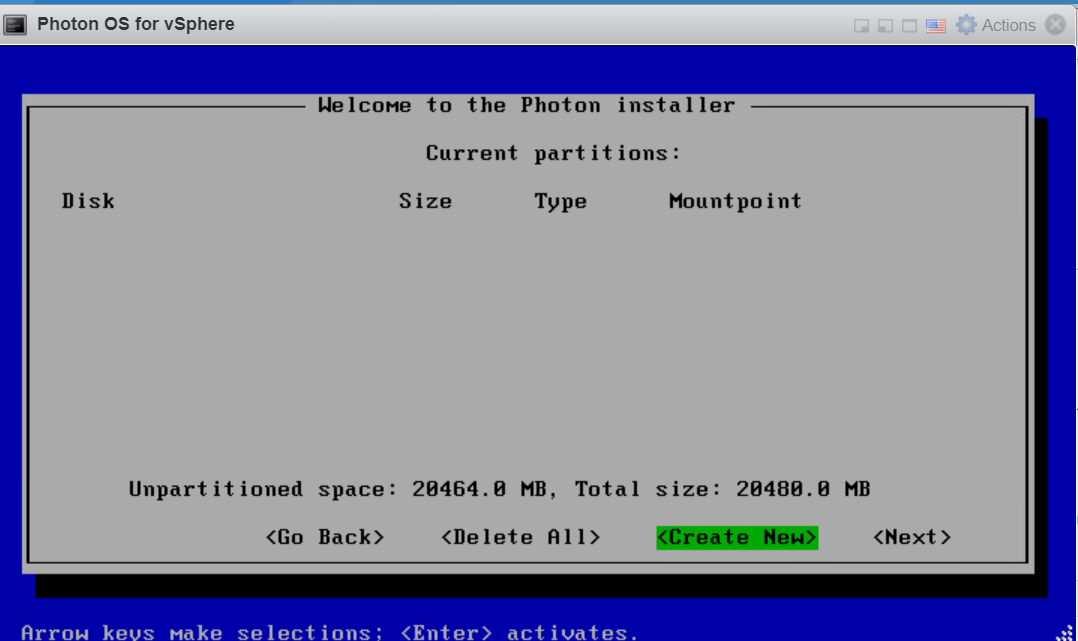 Photon OS for vSphere
Actions
Welcome to the Photon installer
Current partitions:
Disk Size Type Mountpoint
Unpartitioned space: 20464.0 MB, Total size: 20480.0 MB
<Go Back> <Delete All> <Create New> <Next>
Arrow keys make selections; <Enter> activates.